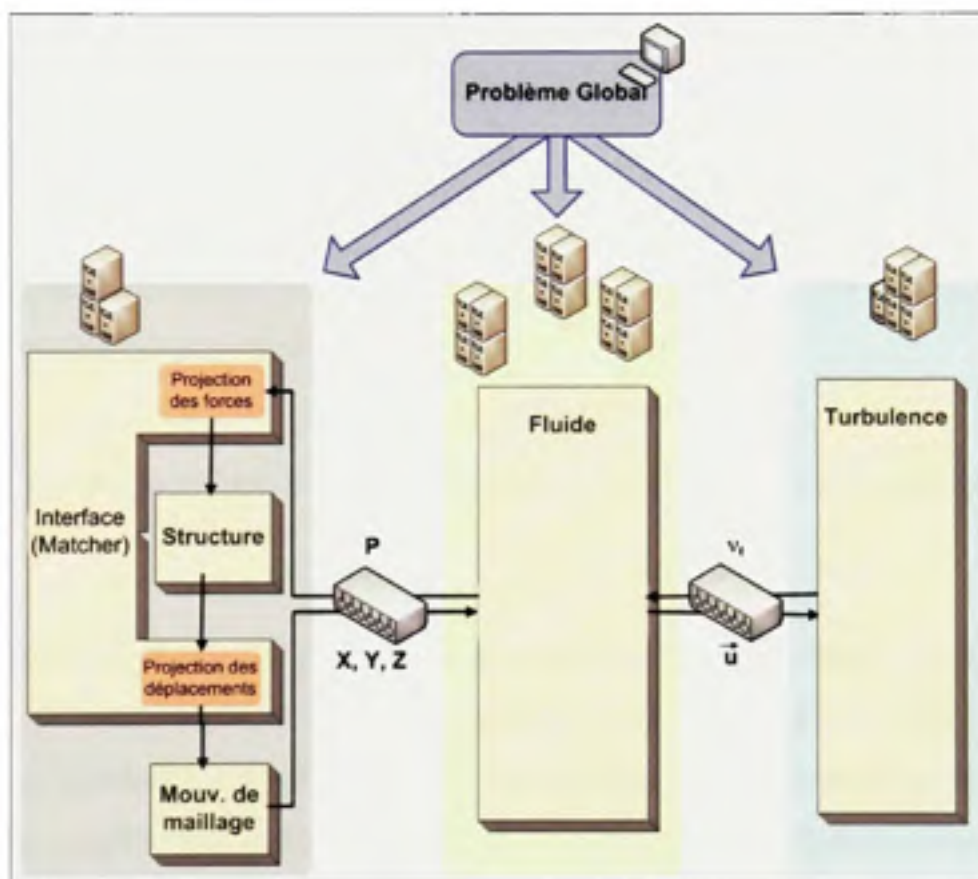 Problème Global
Projection
des forces
Interface
(Matcher)
Structure
Projection des
déplacements
Mouv. de
maillage
P
X, Y, Z
Fluide
νt
u⃗
Turbulence